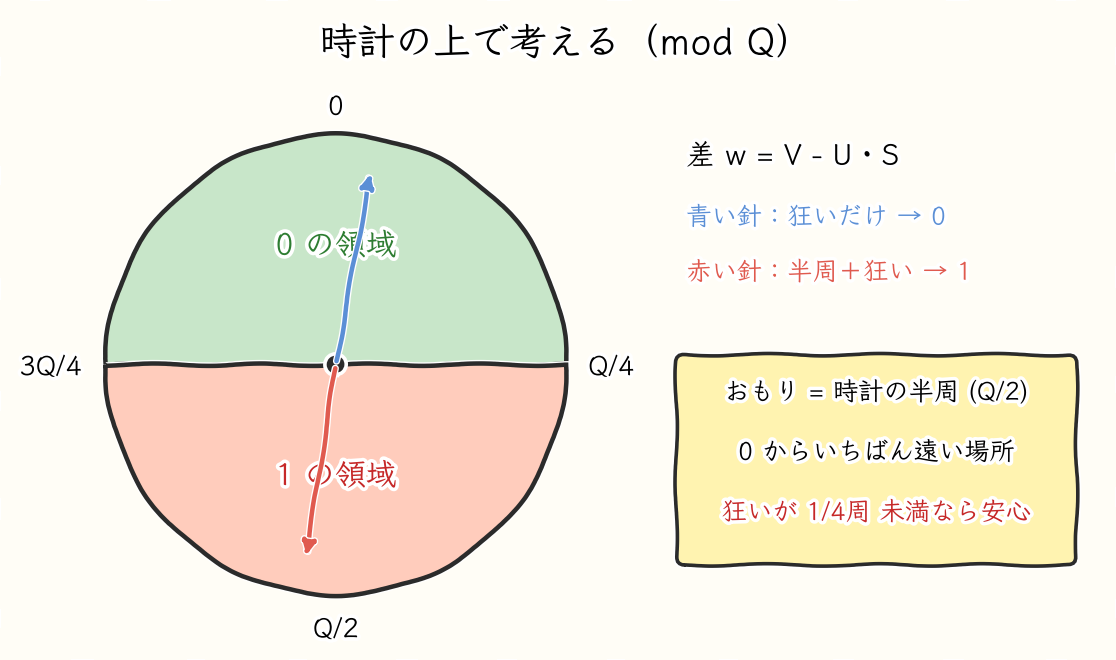 時計の上で考える (mod Q)
0
差 w = V - U・S
青い針：狂いだけ → 0
0 の領域
赤い針：半周＋狂い → 1
3Q/4
Q/4
おもり = 時計の半周 (Q/2)
0 からいちばん遠い場所
1 の領域
狂いが 1/4周 未満なら安心
Q/2